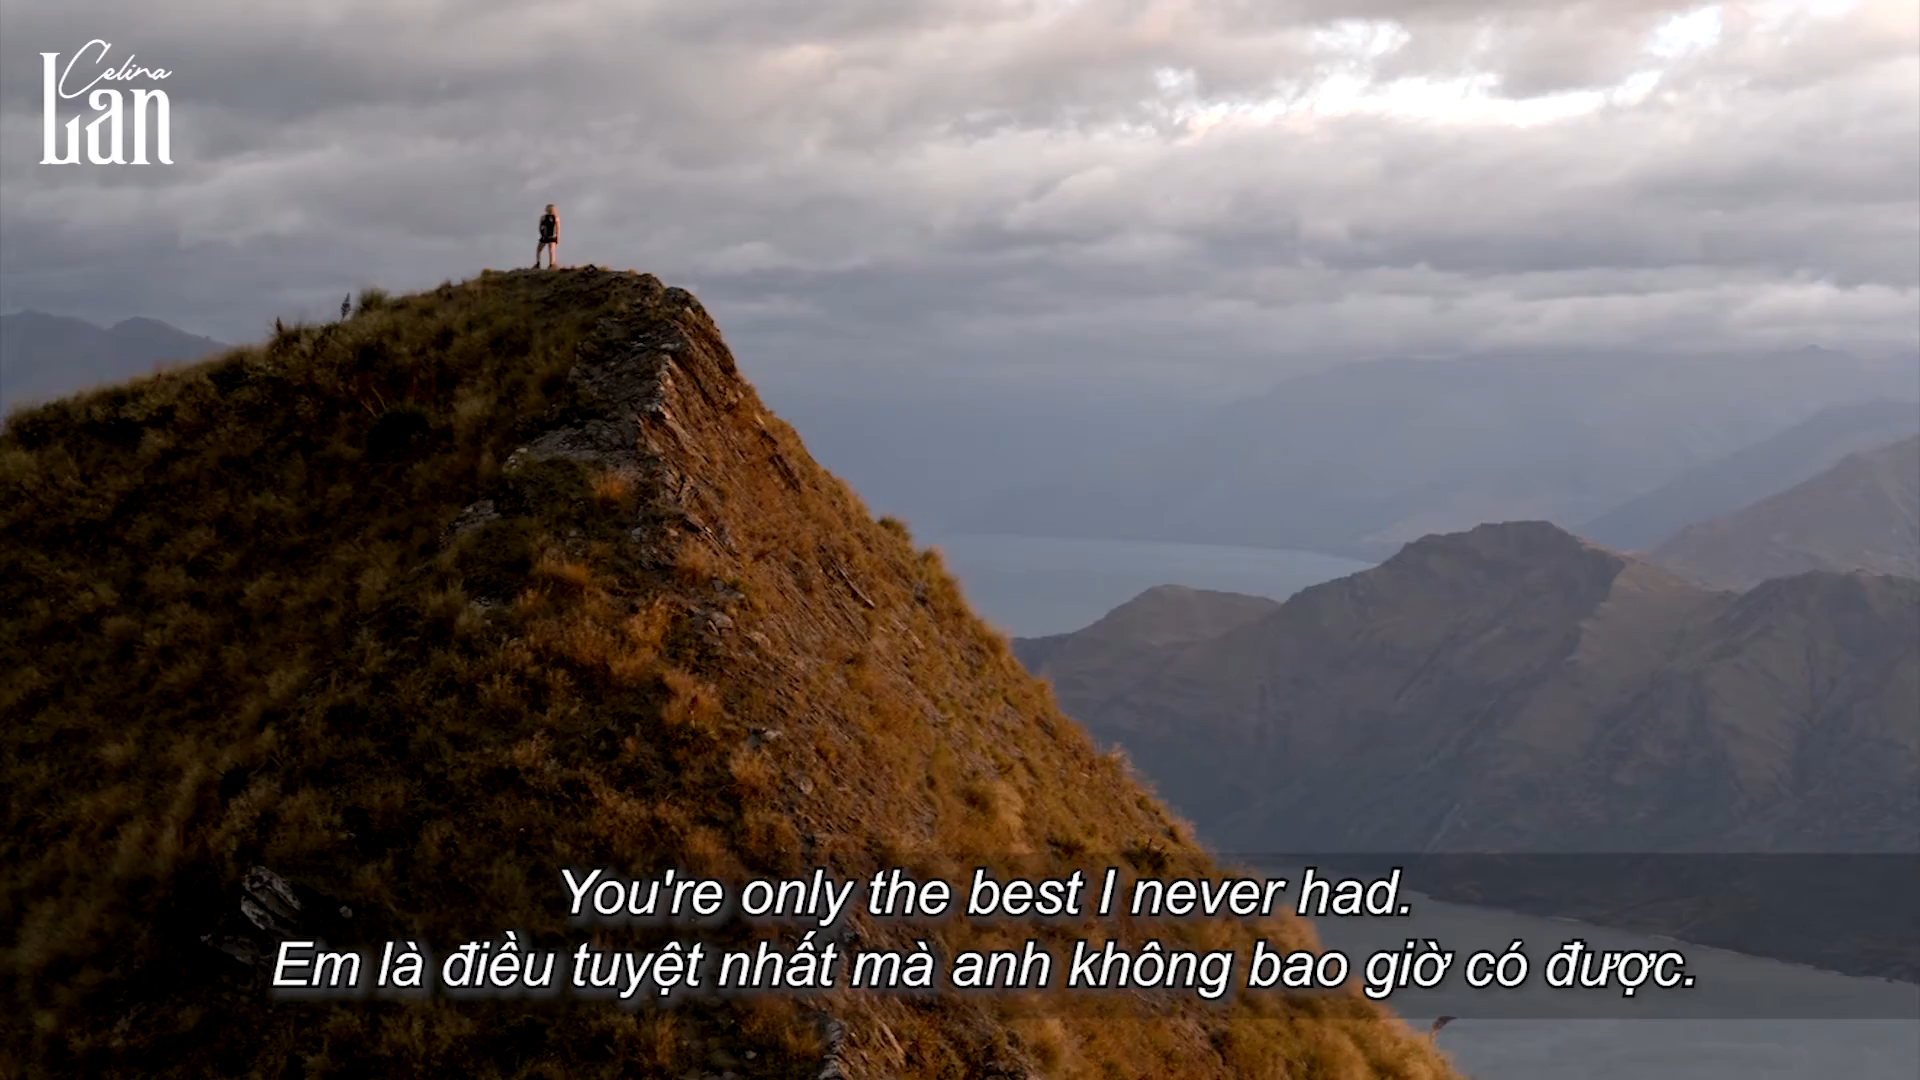 Celina
Lan
You're only the best I never had.
Em là điều tuyệt nhất mà anh không bao giờ có được.